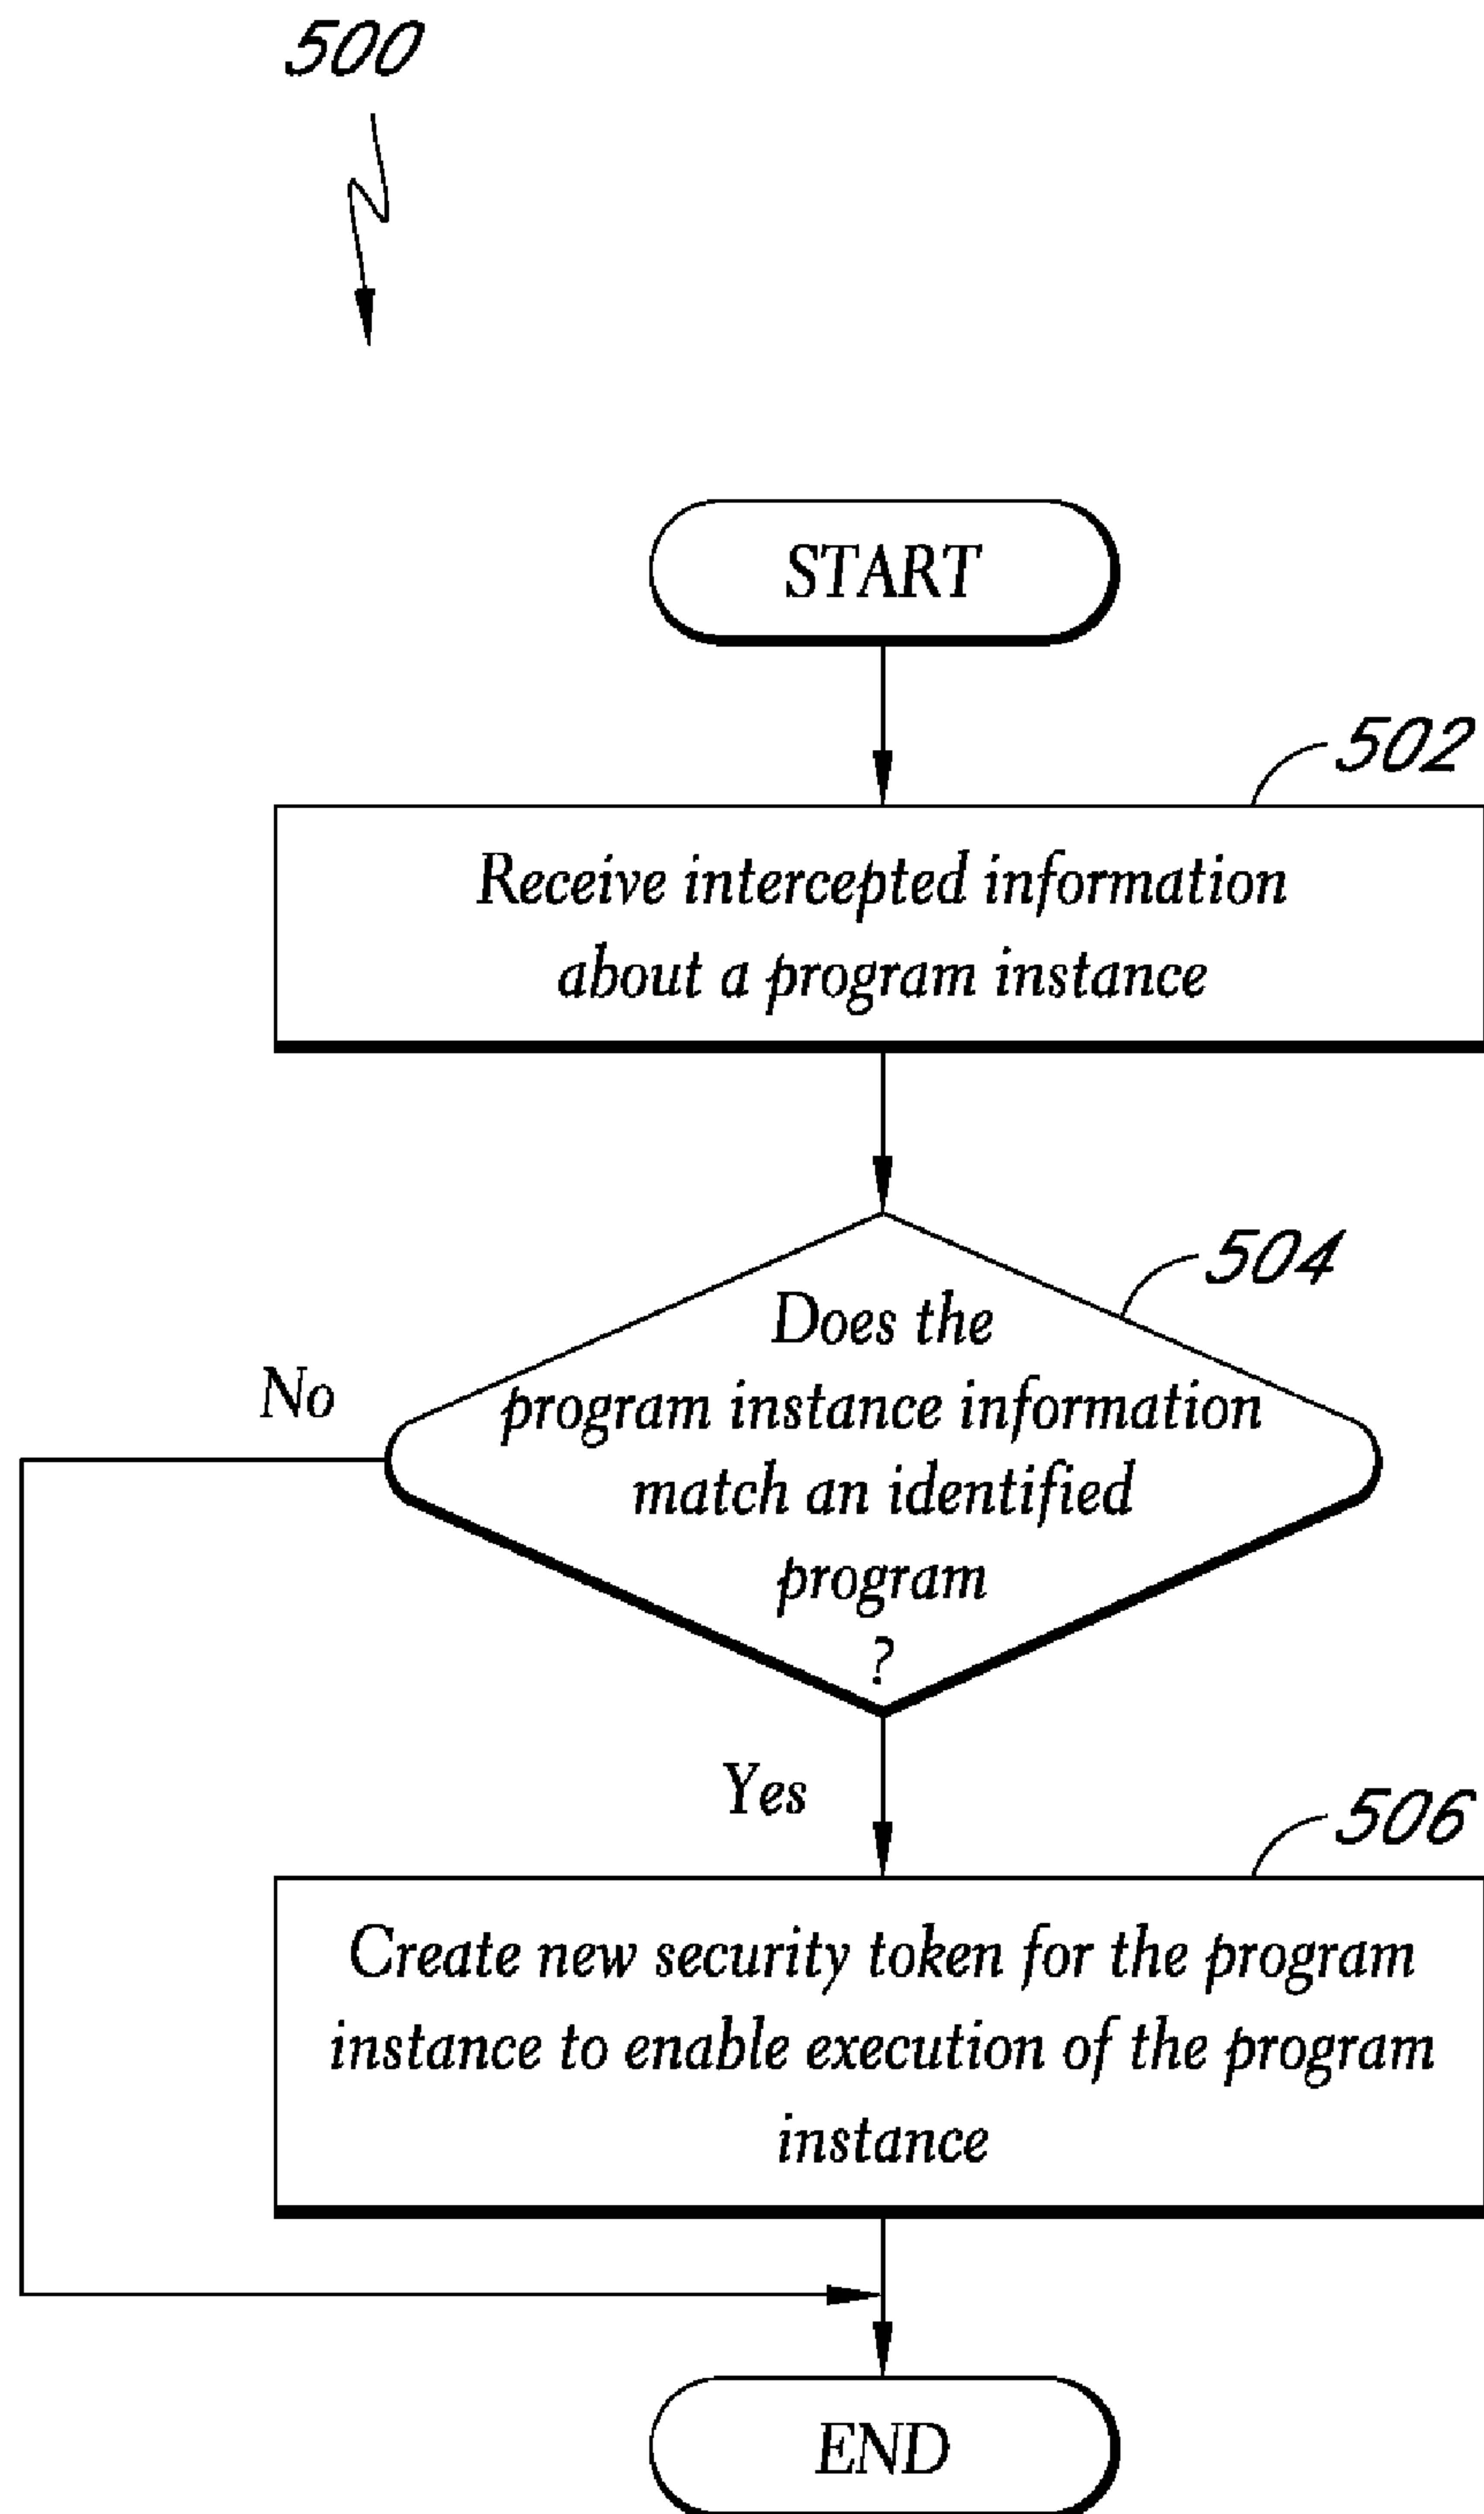 500
START
502
Receive intercepted information
about a program instance
504
Does the
program instance information
match an identified
program
?
No
Yes
506
Create new security token for the program
instance to enable execution of the program
instance
END